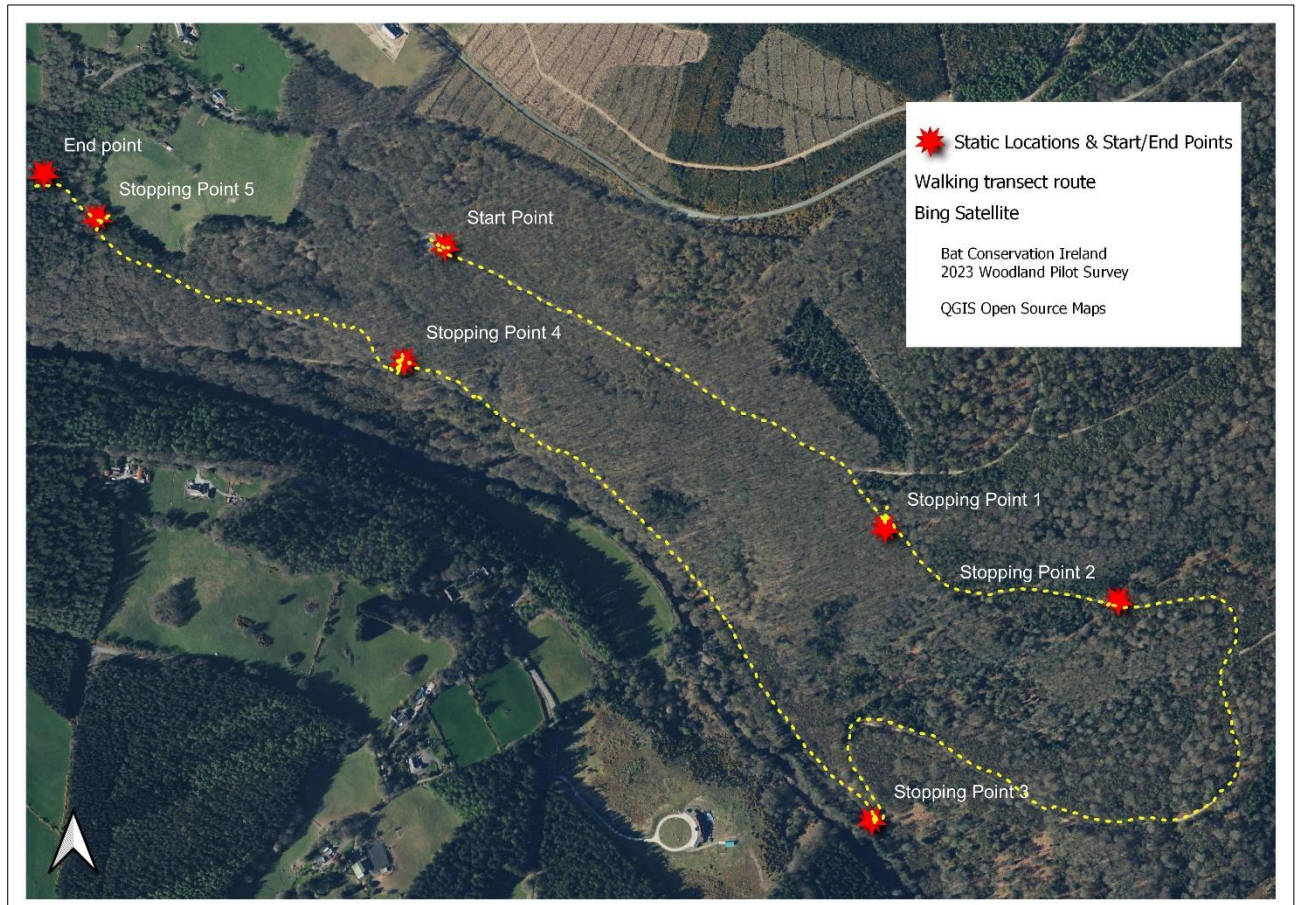 End point
Stopping Point 5
Start Point
Stopping Point 4
Stopping Point 1
Stopping Point 2
Stopping Point 3
Static Locations & Start/End Points
Walking transect route
Bing Satellite
Bat Conservation Ireland
2023 Woodland Pilot Survey
QGIS Open Source Maps